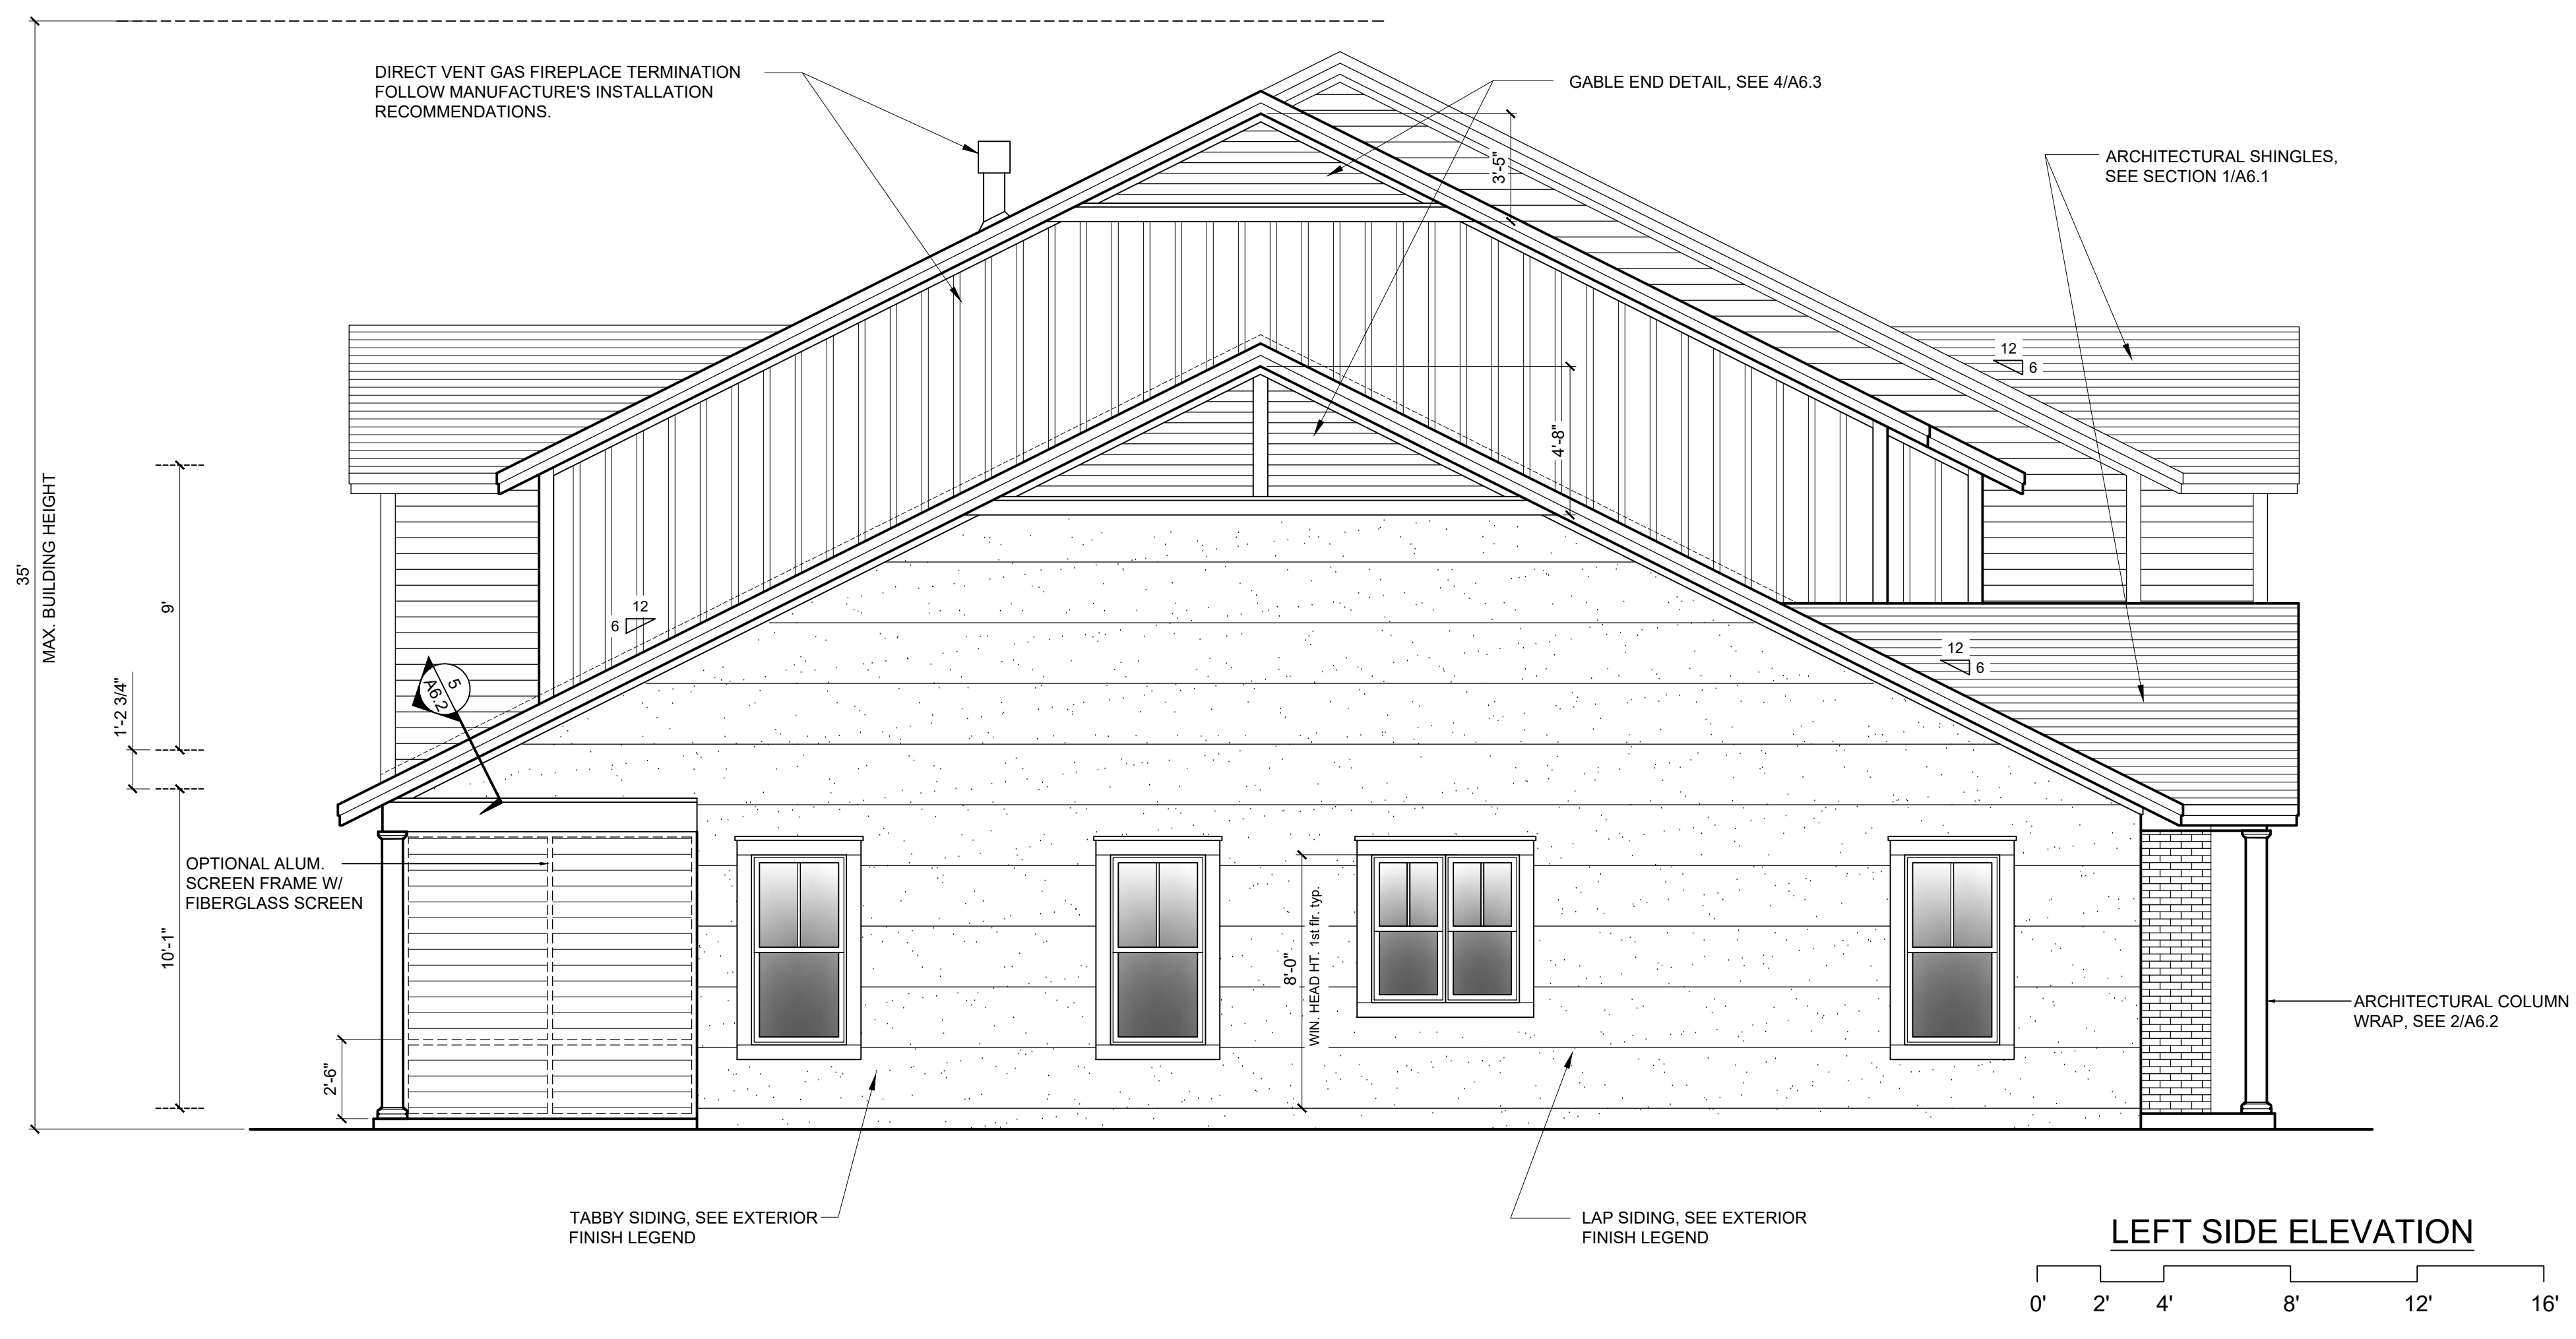 DIRECT VENT GAS FIREPLACE TERMINATION
FOLLOW MANUFACTURE'S INSTALLATION
RECOMMENDATIONS.
GABLE END DETAIL, SEE 4/A6.3
ARCHITECTURAL SHINGLES,
SEE SECTION 1/A6.1
3'-5"
12
6
4'-8"
35'
MAX. BUILDING HEIGHT
9'
12
6
12
6
1'-2 3/4"
5
A6.2
OPTIONAL ALUM.
SCREEN FRAME W/
FIBERGLASS SCREEN
10'-1"
2'-6"
8'-0"
WIN. HEAD HT. 1st flr. typ.
ARCHITECTURAL COLUMN
WRAP, SEE 2/A6.2
TABBY SIDING, SEE EXTERIOR
FINISH LEGEND
LAP SIDING, SEE EXTERIOR
FINISH LEGEND
LEFT SIDE ELEVATION
0' 2' 4' 8' 12' 16'